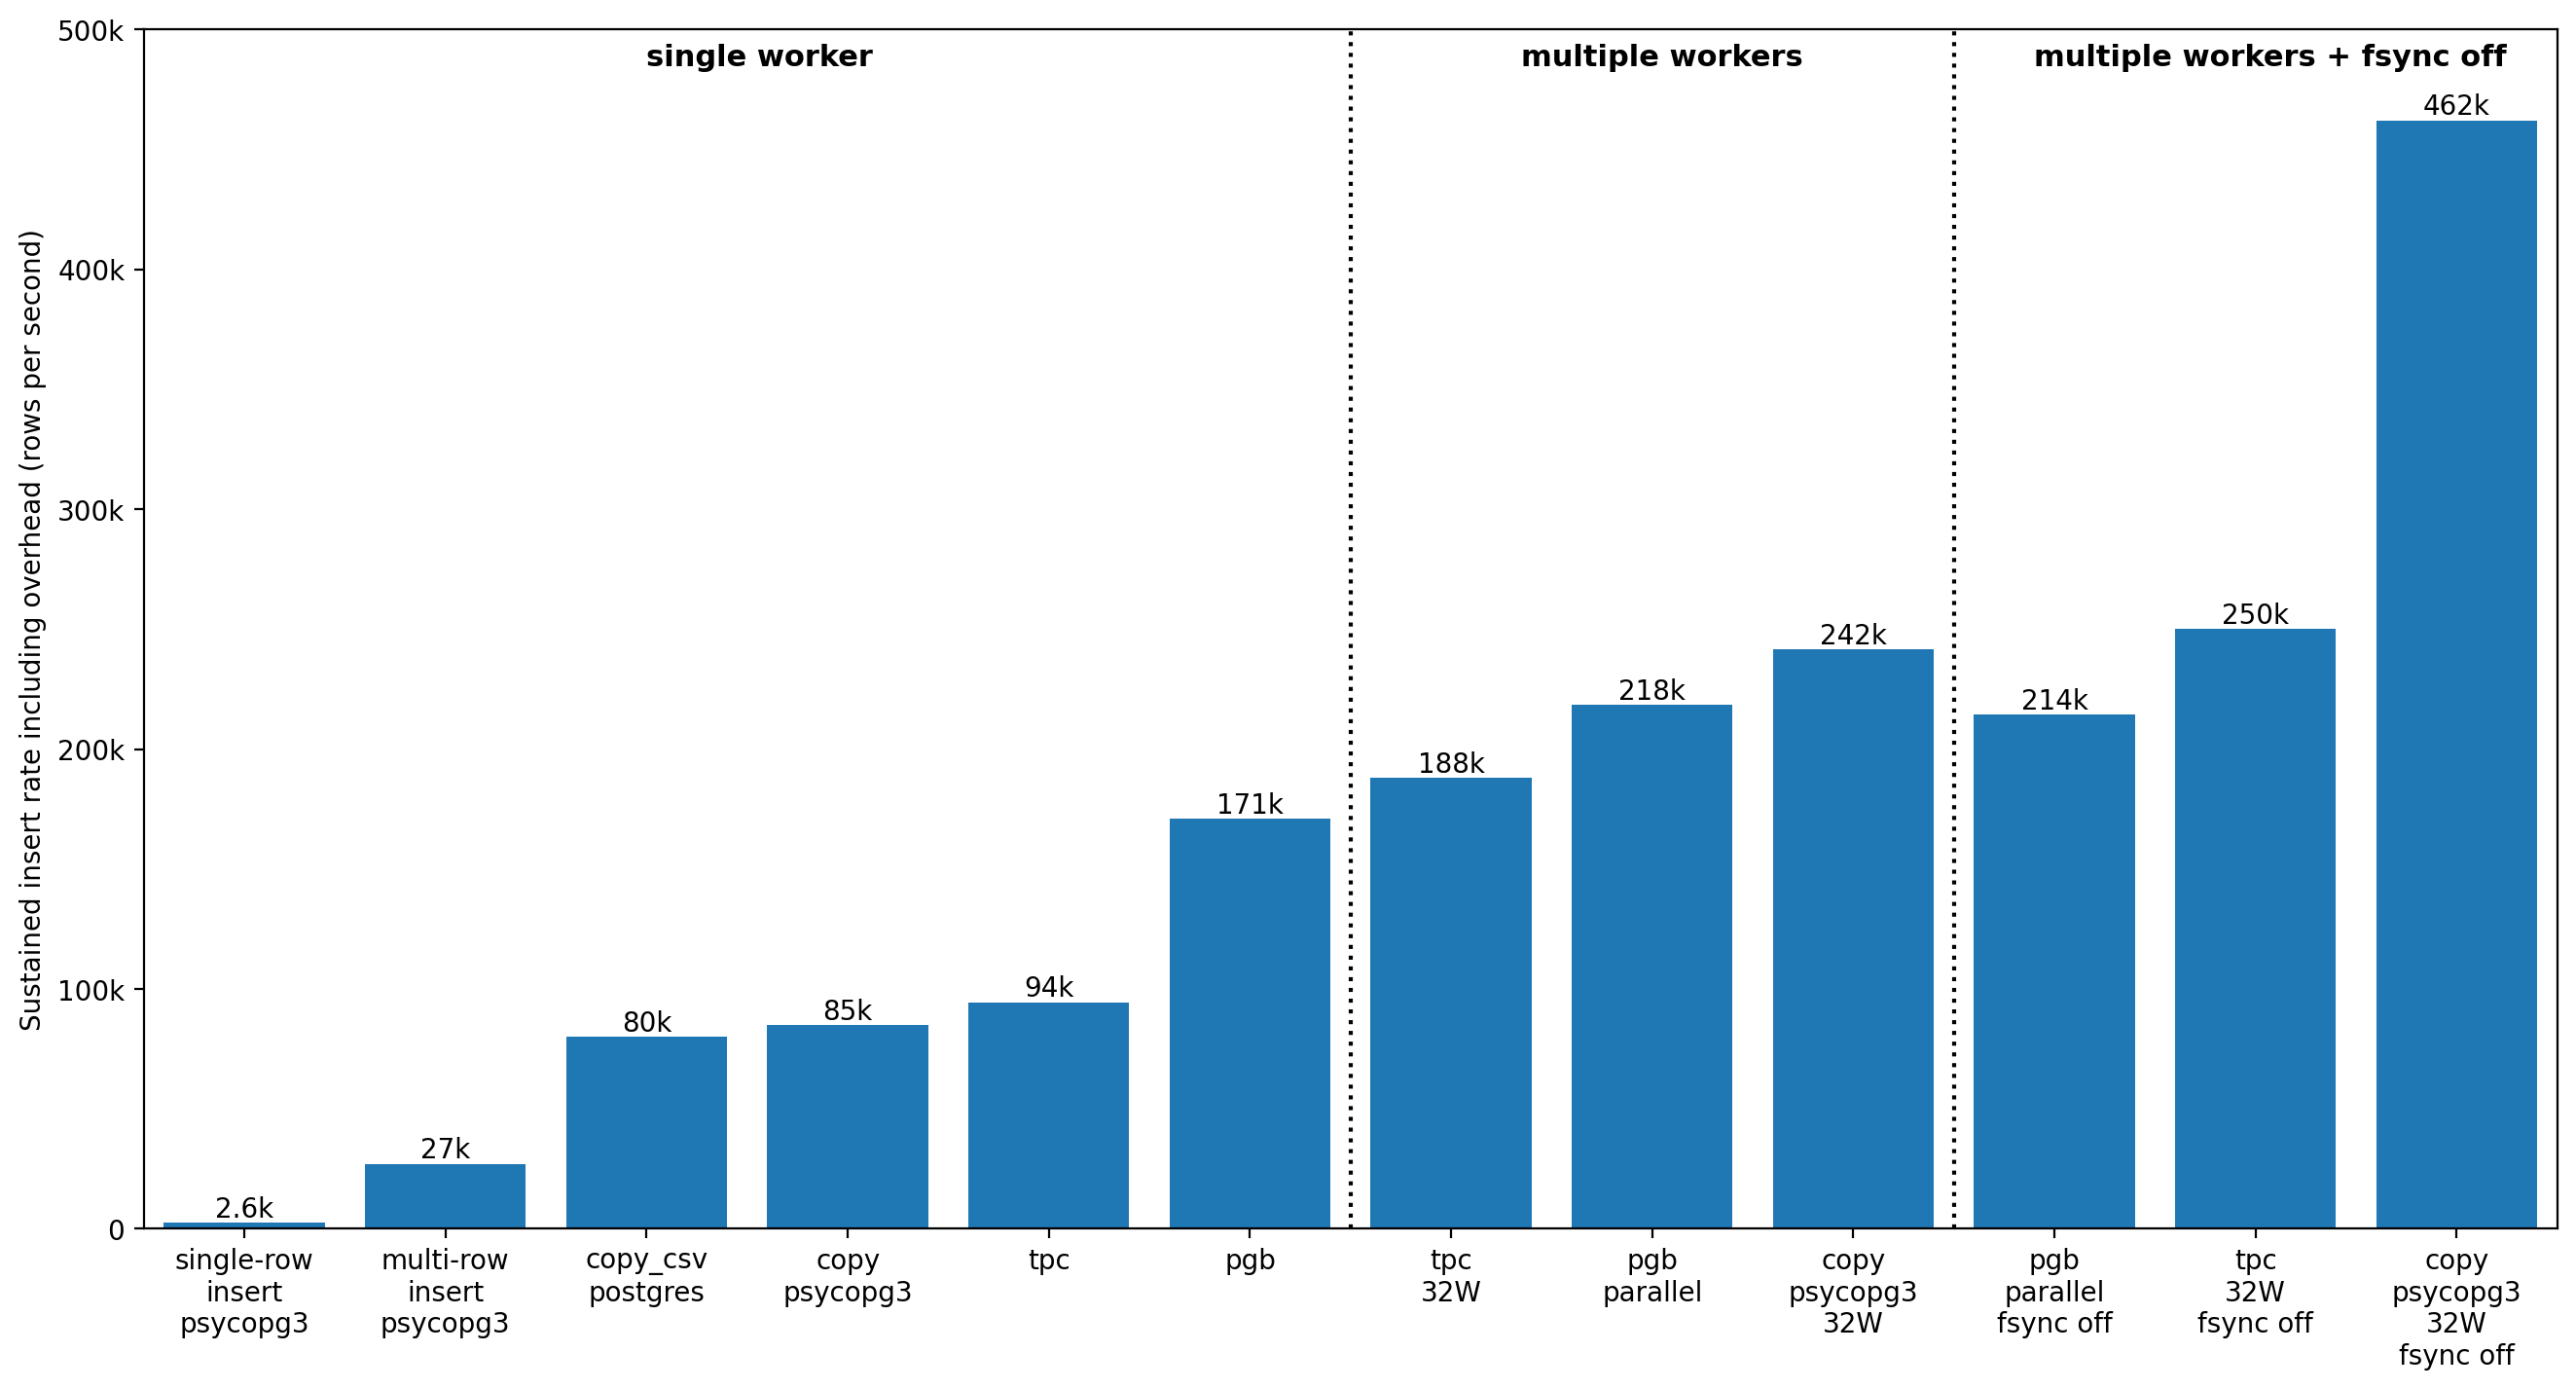 Sustained insert rate including overhead (rows per second)
500k
400k
300k
200k
100k
0
single worker
multiple workers
multiple workers + fsync off
2.6k
27k
80k
85k
94k
171k
188k
218k
242k
214k
250k
462k
single-row
insert
psycopg3
multi-row
insert
psycopg3
copy_csv
postgres
copy
psycopg3
tpc
pgb
tpc
32W
pgb
parallel
copy
psycopg3
32W
pgb
parallel
fsync off
tpc
32W
fsync off
copy
psycopg3
32W
fsync off